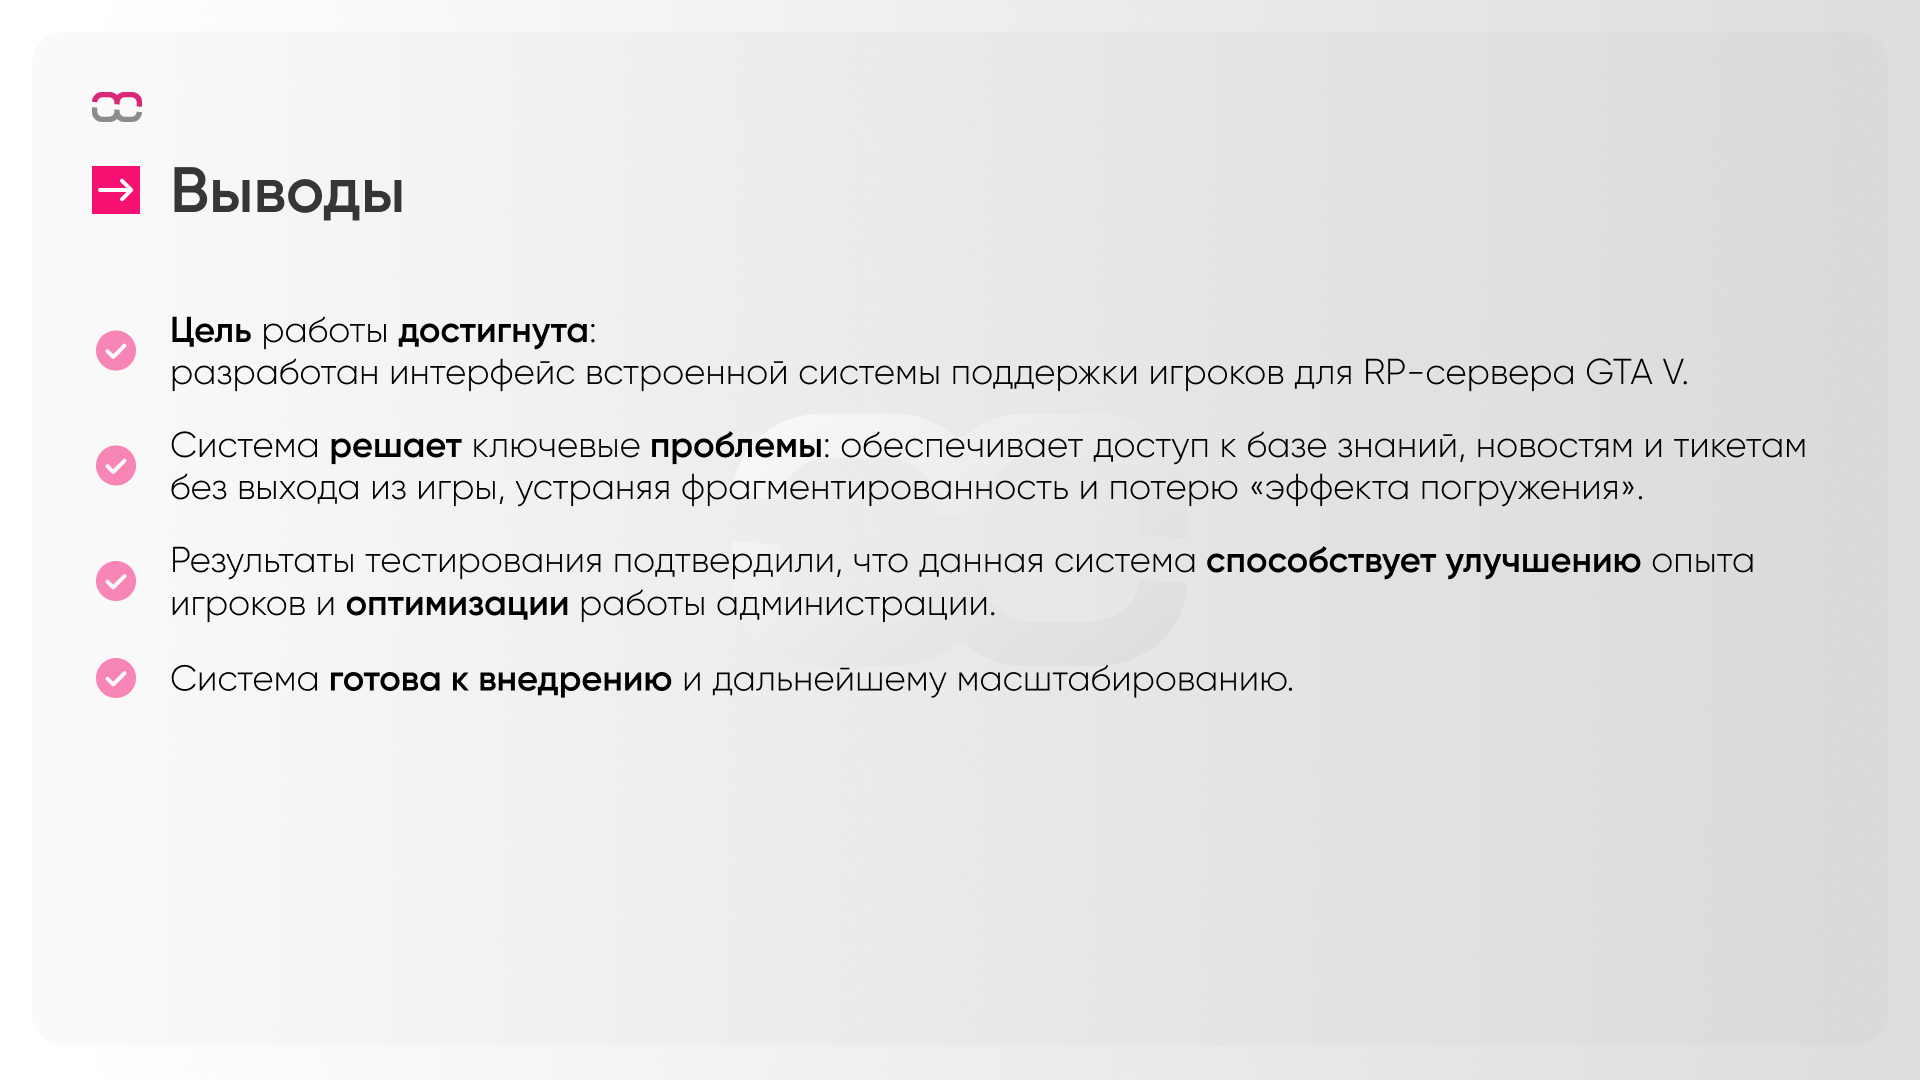 Выводы
Цель работы достигнута:
разработан интерфейс встроенной системы поддержки игроков для RP-сервера GTA V.
Система решает ключевые проблемы: обеспечивает доступ к базе знаний, новостям и тикетам
без выхода из игры, устраняя фрагментированность и потерю «эффекта погружения».
Результаты тестирования подтвердили, что данная система способствует улучшению опыта
игроков и оптимизации работы администрации.
Система готова к внедрению и дальнейшему масштабированию.